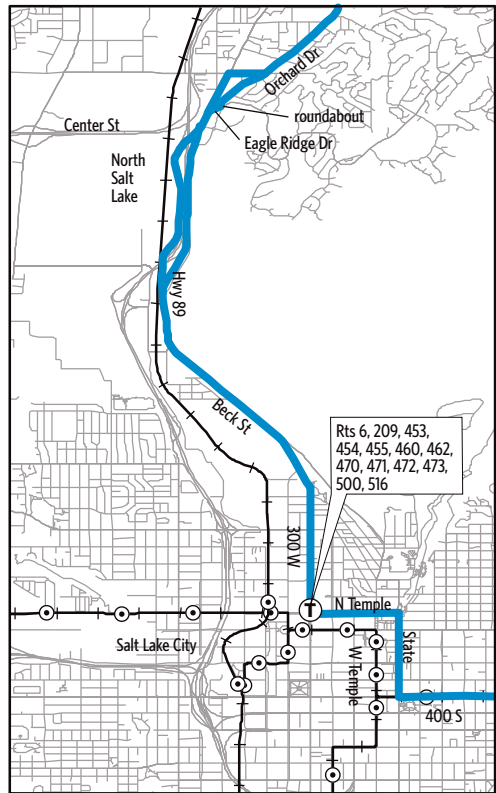 Orchard Dr
roundabout
Center St
Eagle Ridge Dr
North
Salt
Lake
Hwy 89
Beck St
Rts 6, 209, 453,
454, 455, 460, 462,
470, 471, 472, 473,
500, 516
300 W
T
N Temple
State
Salt Lake City
W Temple
400 S